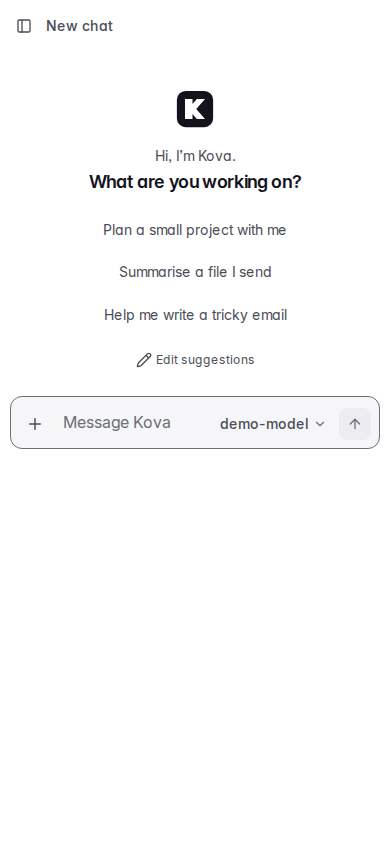 New chat
K
Hi, I'm Kova.
What are you working on?
Plan a small project with me
Summarise a file I send
Help me write a tricky email
Edit suggestions
Message Kova demo-model